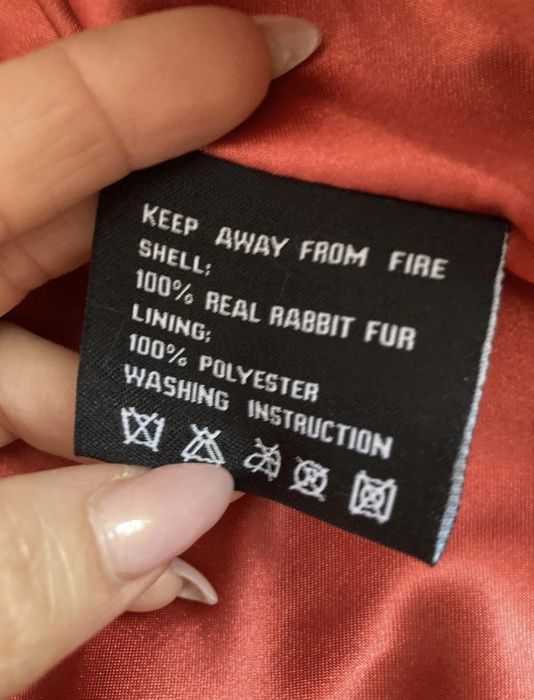 KEEP AWAY FROM FIRE
SHELL:
100% REAL RABBIT FUR
LINING:
100% POLYESTER
WASHING INSTRUCTION